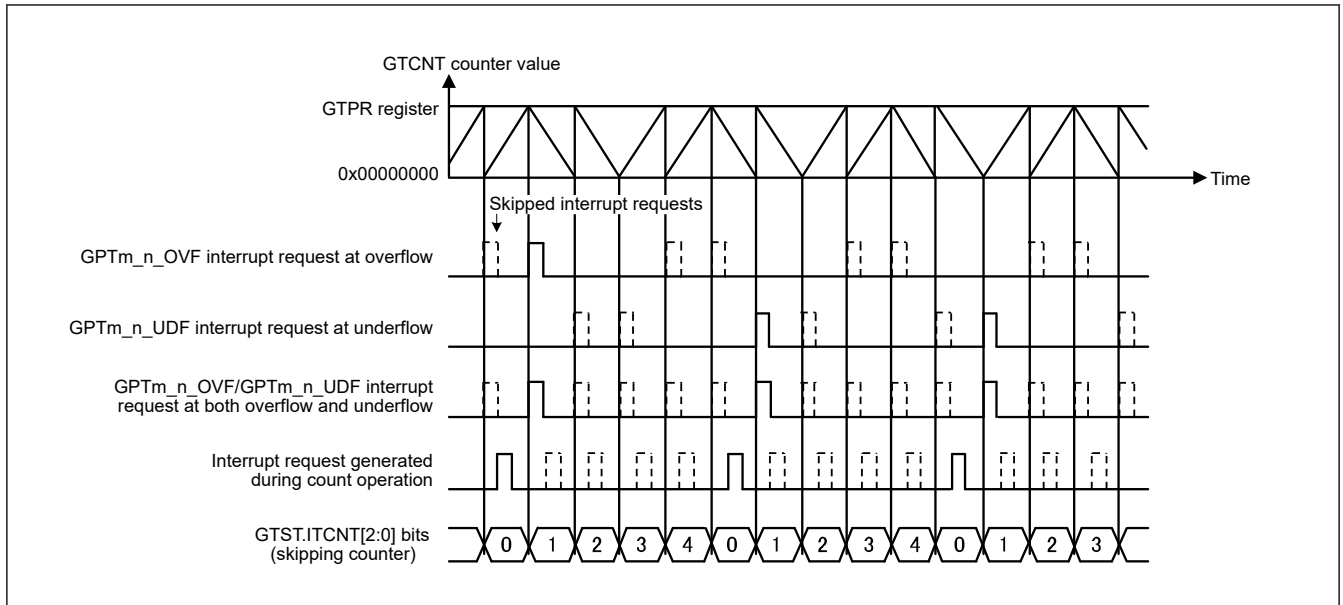 GTCNT counter value
GTPR register
0x00000000
Time
Skipped interrupt requests
GPTm_n_OVF interrupt request at overflow
GPTm_n_UDF interrupt request at underflow
GPTm_n_OVF/GPTm_n_UDF interrupt
request at both overflow and underflow
Interrupt request generated
during count operation
GTST.ITCNT[2:0] bits
(skipping counter)
0 1 2 3 4 0 1 2 3 4 0 1 2 3